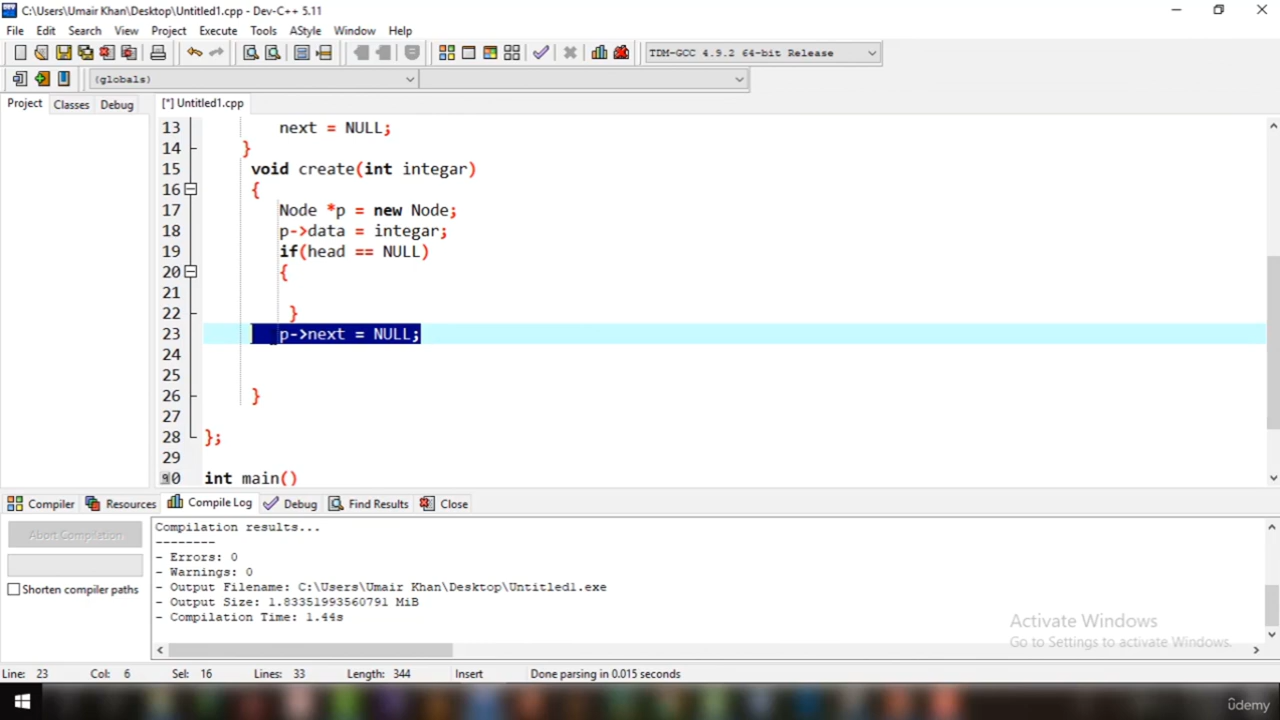 C:\Users\Umair Khan\Desktop\Untitled1.cpp - Dev-C++ 5.11
File Edit Search View Project Execute Tools AStyle Window Help
TDM-GCC 4.9.2 64-bit Release
(globals)
Project Classes Debug [*] Untitled1.cpp
13 next = NULL;
14 }
15 void create(int integar)
16 {
17 Node *p = new Node;
18 p->data = integar;
19 if(head == NULL)
20 {
21
22 }
23 p->next = NULL;
24
25
26 }
27
28 };
29
int main()
Compiler Resources Compile Log Debug Find Results Close
Abort Compilation
Shorten compiler paths
Compilation results...
--------
- Errors: 0
- Warnings: 0
- Output Filename: C:\Users\Umair Khan\Desktop\Untitled1.exe
- Output Size: 1.83351993560791 MiB
- Compilation Time: 1.44s
Activate Windows
Go to Settings to activate Windows.
Line: 23 Col: 6 Sel: 16 Lines: 33 Length: 344 Insert Done parsing in 0.015 seconds
ûdemy